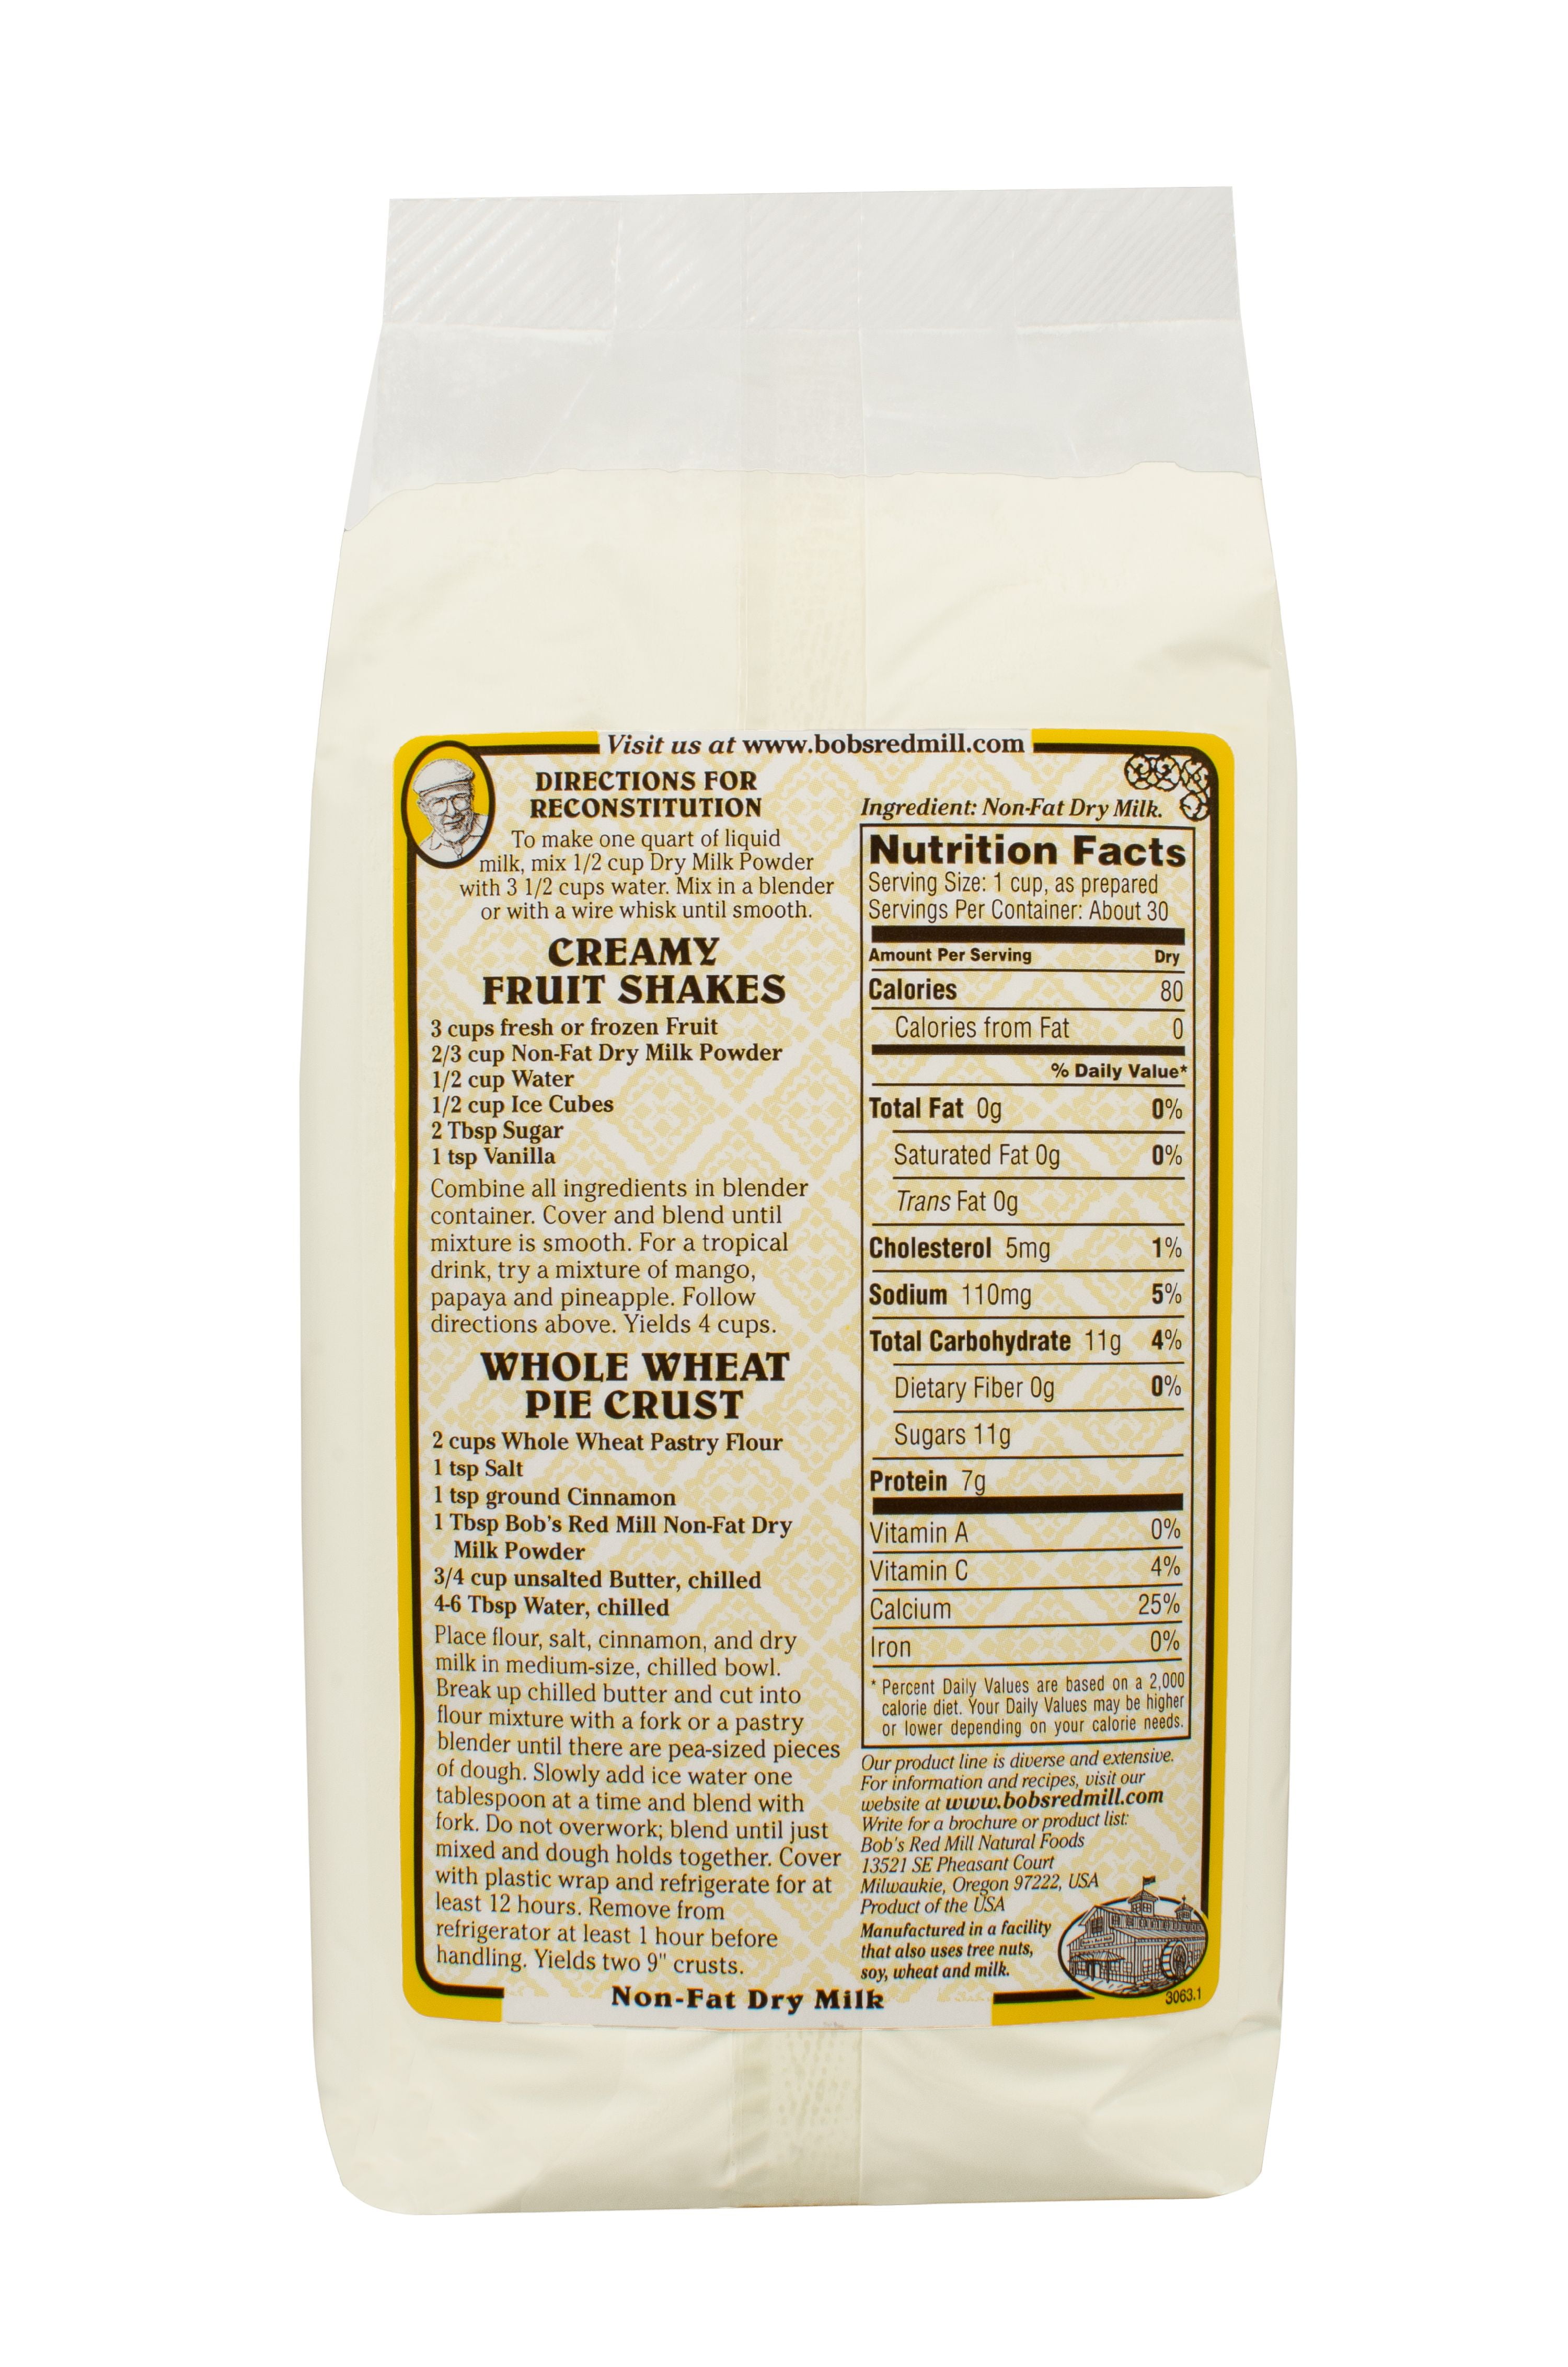 Visit us at www.bobsredmill.com
DIRECTIONS FOR
RECONSTITUTION
To make one quart of liquid
milk, mix 1/2 cup Dry Milk Powder
with 3 1/2 cups water. Mix in a blender
or with a wire whisk until smooth.
CREAMY
FRUIT SHAKES
3 cups fresh or frozen Fruit
2/3 cup Non-Fat Dry Milk Powder
1/2 cup Water
1/2 cup Ice Cubes
2 Tbsp Sugar
1 tsp Vanilla
Combine all ingredients in blender
container. Cover and blend until
mixture is smooth. For a tropical
drink, try a mixture of mango,
papaya and pineapple. Follow
directions above. Yields 4 cups.
WHOLE WHEAT
PIE CRUST
2 cups Whole Wheat Pastry Flour
1 tsp Salt
1 tsp ground Cinnamon
1 Tbsp Bob's Red Mill Non-Fat Dry
Milk Powder
3/4 cup unsalted Butter, chilled
4-6 Tbsp Water, chilled
Place flour, salt, cinnamon, and dry
milk in medium-size, chilled bowl.
Break up chilled butter and cut into
flour mixture with a fork or a pastry
blender until there are pea-sized pieces
of dough. Slowly add ice water one
tablespoon at a time and blend with
fork. Do not overwork; blend until just
mixed and dough holds together. Cover
with plastic wrap and refrigerate for at
least 12 hours. Remove from
refrigerator at least 1 hour before
handling. Yields two 9" crusts.
Ingredient: Non-Fat Dry Milk.
Nutrition Facts
Serving Size: 1 cup, as prepared
Servings Per Container: About 30
Amount Per Serving Dry
Calories 80
Calories from Fat 0
% Daily Value*
Total Fat 0g 0%
Saturated Fat 0g 0%
Trans Fat 0g
Cholesterol 5mg 1%
Sodium 110mg 5%
Total Carbohydrate 11g 4%
Dietary Fiber 0g 0%
Sugars 11g
Protein 7g
Vitamin A 0%
Vitamin C 4%
Calcium 25%
Iron 0%
* Percent Daily Values are based on a 2,000
calorie diet. Your Daily Values may be higher
or lower depending on your calorie needs.
Our product line is diverse and extensive.
For information and recipes, visit our
website at www.bobsredmill.com
Write for a brochure or product list:
Bob's Red Mill Natural Foods
13521 SE Pheasant Court
Milwaukie, Oregon 97222, USA
Product of the USA
Manufactured in a facility
that also uses tree nuts,
soy, wheat and milk.
3063.1
Non-Fat Dry Milk